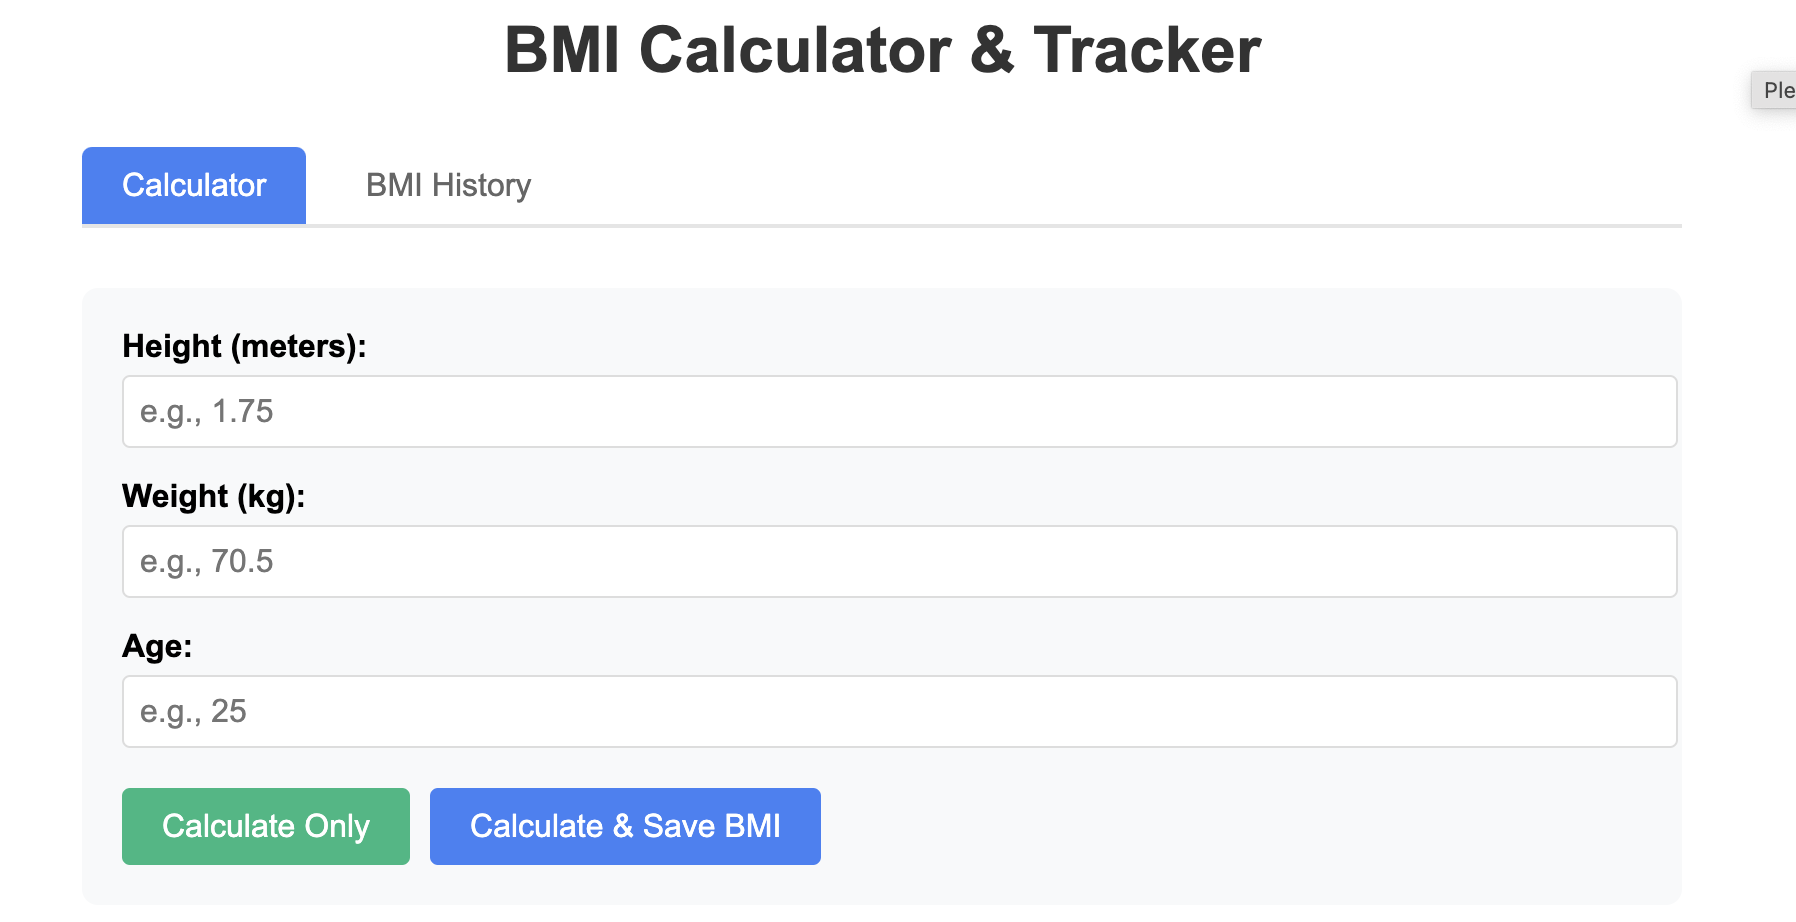 BMI Calculator & Tracker
Ple
Calculator
BMI History
Height (meters):
e.g., 1.75
Weight (kg):
e.g., 70.5
Age:
e.g., 25
Calculate Only
Calculate & Save BMI